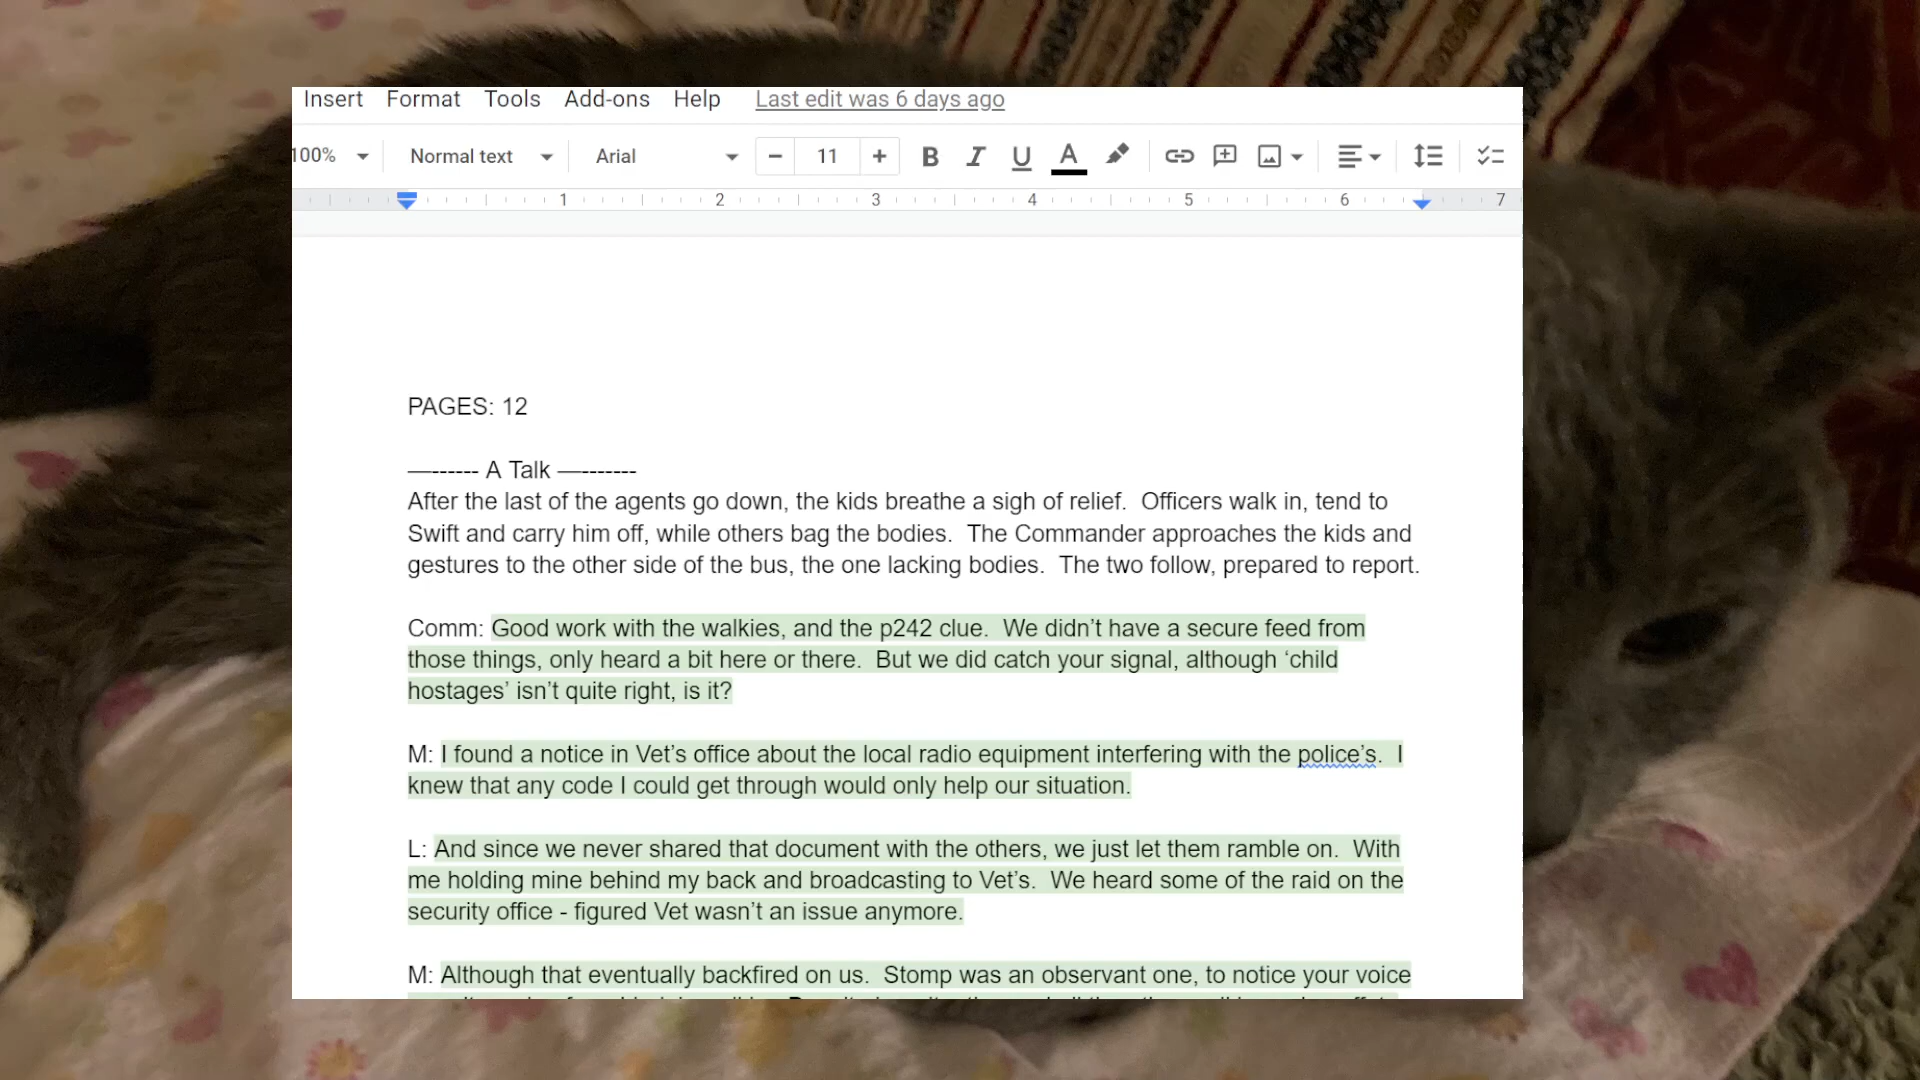 Insert Format Tools Add-ons Help Last edit was 6 days ago
100% Normal text Arial 11 B I U A
1 2 3 4 5 6 7
PAGES: 12
—------ A Talk —-------
After the last of the agents go down, the kids breathe a sigh of relief.  Officers walk in, tend to
Swift and carry him off, while others bag the bodies.  The Commander approaches the kids and
gestures to the other side of the bus, the one lacking bodies.  The two follow, prepared to report.
Comm: Good work with the walkies, and the p242 clue.  We didn’t have a secure feed from
those things, only heard a bit here or there.  But we did catch your signal, although ‘child
hostages’ isn’t quite right, is it?
M: I found a notice in Vet’s office about the local radio equipment interfering with the police’s.  I
knew that any code I could get through would only help our situation.
L: And since we never shared that document with the others, we just let them ramble on.  With
me holding mine behind my back and broadcasting to Vet’s.  We heard some of the raid on the
security office - figured Vet wasn’t an issue anymore.
M: Although that eventually backfired on us.  Stomp was an observant one, to notice your voice